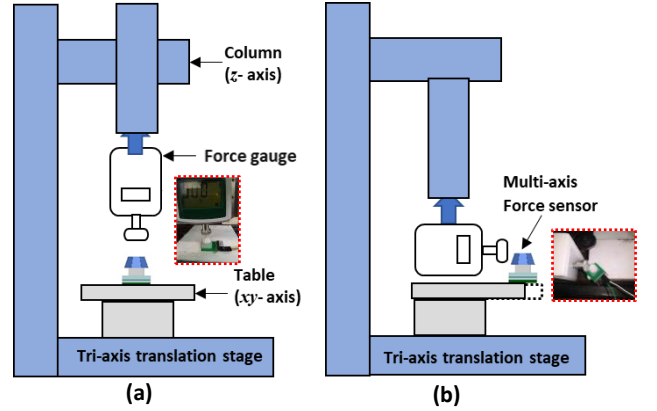 Column
(z- axis)
Force gauge
Table
(xy- axis)
Tri-axis translation stage
(a)
Multi-axis
Force sensor
Tri-axis translation stage
(b)